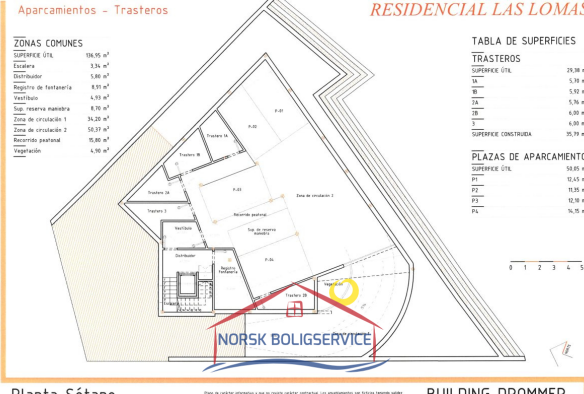 Aparcamientos - Trasteros
RESIDENCIAL LAS LOMAS
ZONAS COMUNES
SUPERFICIE ÚTIL 136,95 m²
Escalera 3,34 m²
Distribuidor 5,80 m²
Registro de fontanería 8,91 m²
Vestíbulo 4,93 m²
Sup. reserva maniobra 8,70 m²
Zona de circulación 1 34,20 m²
Zona de circulación 2 50,37 m²
Recorrido peatonal 15,80 m²
Vegetación 4,90 m²
TABLA DE SUPERFICIES
TRASTEROS
SUPERFICIE ÚTIL 29,38 m
1A 5,70 m
1B 5,92 m
2A 5,76 m
2B 6,00 m
3 6,00 m
SUPERFICIE CONSTRUIDA 35,79 m
PLAZAS DE APARCAMIENTO
SUPERFICIE ÚTIL 50,05 m
P1 12,45 m
P2 11,35 m
P3 12,10 m
P4 14,15 m
0 1 2 3 4 5
P-01
P-02
Trastero 1A
Trastero 1B
P-03
Trastero 2A
Zona de circulación 2
Trastero 3
Recorrido peatonal
Vestíbulo
Sup. de reserva
maniobra
Distribuidor
P-04
Registro
fontanería
Vegetación
Trastero 2B
NORSK BOLIGSERVICE
Planta Sótano
BUILDING DROMMER